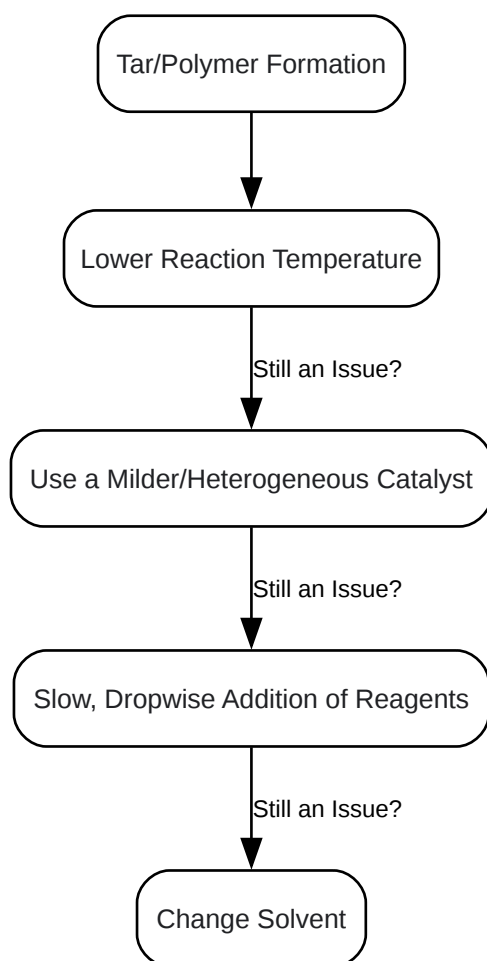 Tar/Polymer Formation
Lower Reaction Temperature
Still an Issue?
Use a Milder/Heterogeneous Catalyst
Still an Issue?
Slow, Dropwise Addition of Reagents
Still an Issue?
Change Solvent